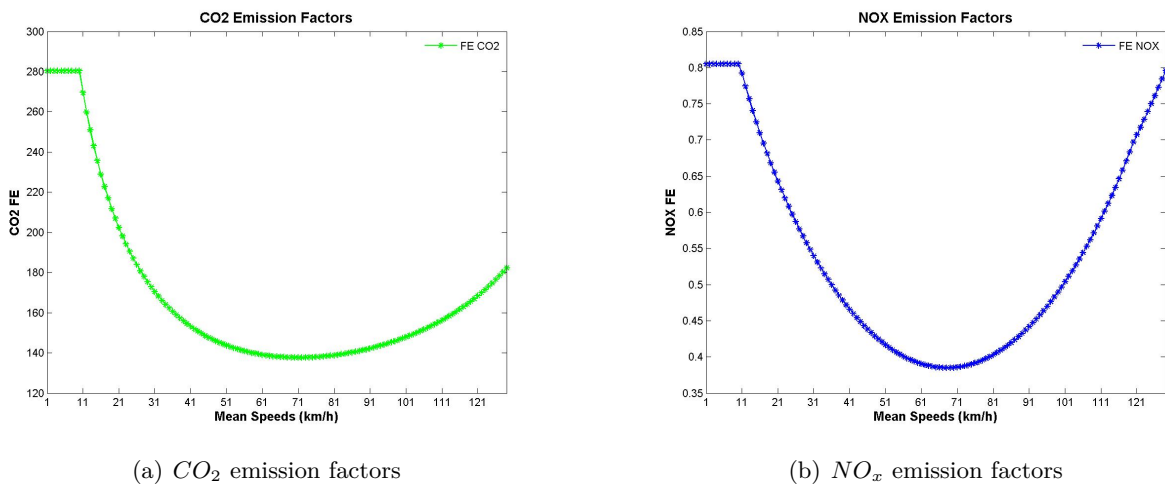 CO2 Emission Factors
300
280
260
240
220
200
180
160
140
120
CO2 FE
FE CO2
1 11 21 31 41 51 61 71 81 91 101 111 121
Mean Speeds (km/h)
(a) CO₂ emission factors
NOX Emission Factors
0.85
0.8
0.75
0.7
0.65
0.6
0.55
0.5
0.45
0.4
0.35
NOX FE
FE NOX
1 11 21 31 41 51 61 71 81 91 101 111 121
Mean Speeds (km/h)
(b) NOₓ emission factors